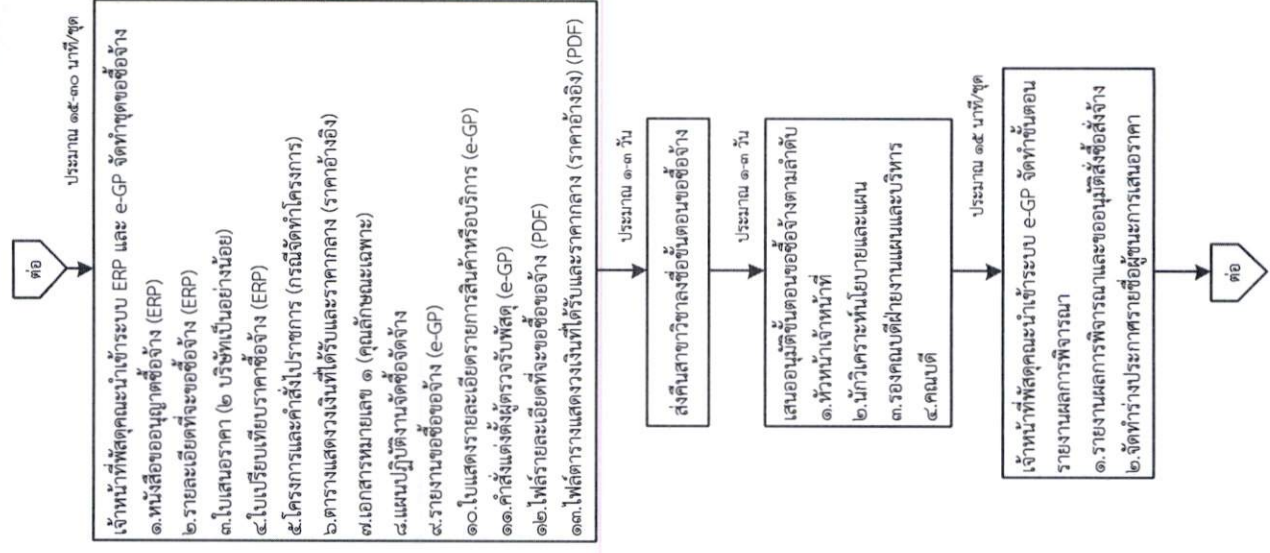 ต่อ
ประมาณ ๑๕-๓๐ นาที/ชุด
เจ้าหน้าที่พัสดุคณะนำเข้าระบบ ERP และ e-GP จัดทำชุดขอซื้อจ้าง
๑.หนังสือขออนุญาตซื้อจ้าง (ERP)
๒.รายละเอียดที่จะขอซื้อจ้าง (ERP)
๓.ใบเสนอราคา (๒ บริษัทเป็นอย่างน้อย)
๔.ใบเปรียบเทียบราคาซื้อจ้าง (ERP)
๕.โครงการและคำสั่งไปราชการ (กรณีจัดทำโครงการ)
๖.ตารางแสดงวงเงินที่ได้รับและราคากลาง (ราคาอ้างอิง)
๗.เอกสารหมายเลข ๑ (คุณลักษณะเฉพาะ)
๘.แผนปฏิบัติงานจัดซื้อจัดจ้าง
๙.รายงานขอซื้อขอจ้าง (e-GP)
๑๐.ใบแสดงรายละเอียดรายการสินค้าหรือบริการ (e-GP)
๑๑.คำสั่งแต่งตั้งผู้ตรวจรับพัสดุ (e-GP)
๑๒.ไฟล์รายละเอียดที่จะขอซื้อขอจ้าง (PDF)
๑๓.ไฟล์ตารางแสดงวงเงินที่ได้รับและราคากลาง (ราคาอ้างอิง) (PDF)
ประมาณ ๑-๓ วัน
ส่งคืนสาขาวิชาลงชื่อขั้นตอนขอซื้อจ้าง
ประมาณ ๑-๓ วัน
เสนออนุมัติขั้นตอนขอซื้อจ้างตามลำดับ
๑.หัวหน้าเจ้าหน้าที่
๒.นักวิเคราะห์นโยบายและแผน
๓.รองคณบดีฝ่ายงานแผนและบริหาร
๔.คณบดี
ประมาณ ๑๕ นาที/ชุด
เจ้าหน้าที่พัสดุคณะนำเข้าระบบ e-GP จัดทำขั้นตอน
รายงานผลการพิจารณา
๑.รายงานผลการพิจารณาและขออนุมัติสั่งซื้อสั่งจ้าง
๒.จัดทำร่างประกาศรายชื่อผู้ชนะการเสนอราคา
ต่อ